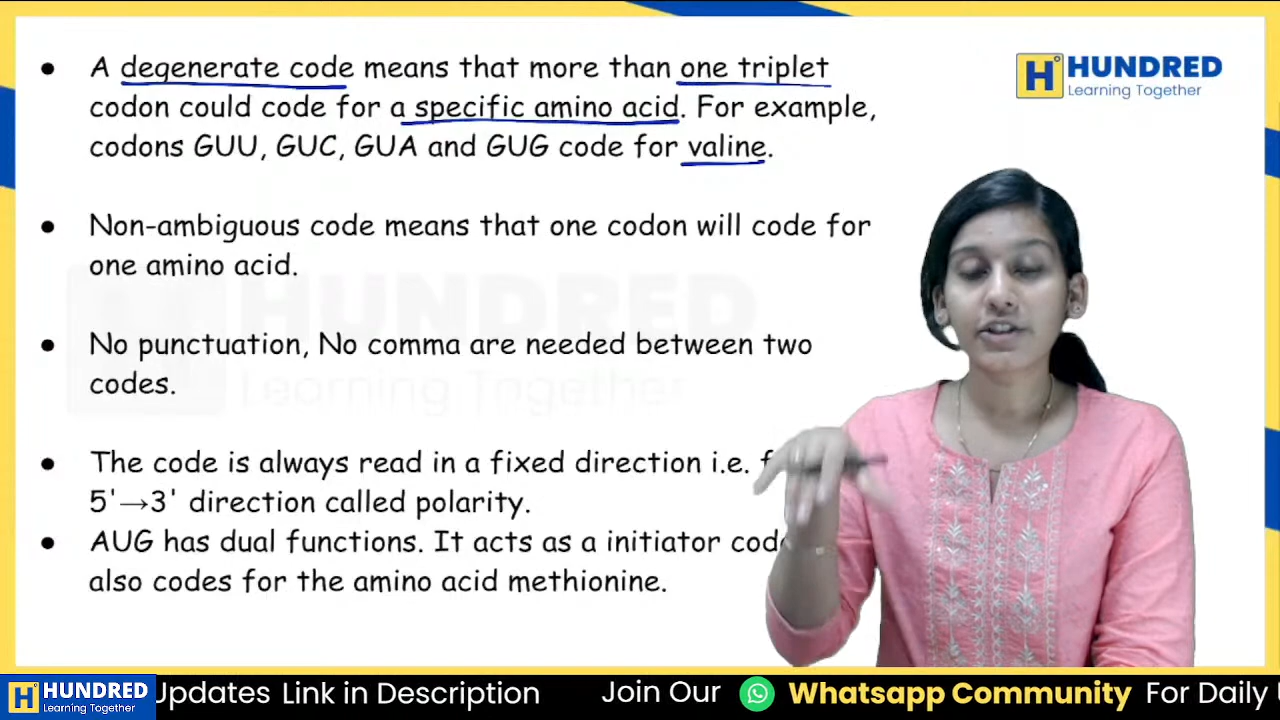 ● A degenerate code means that more than one triplet
codon could code for a specific amino acid. For example,
codons GUU, GUC, GUA and GUG code for valine.
● Non-ambiguous code means that one codon will code for
one amino acid.
● No punctuation, No comma are needed between two
codes.
● The code is always read in a fixed direction i.e.
5'→3' direction called polarity.
● AUG has dual functions. It acts as a initiator
also codes for the amino acid methionine.
H HUNDRED
Learning Together
HUNDRED
Learning Together
H HUNDRED
Learning Together
Updates Link in Description Join Our Whatsapp Community For Daily